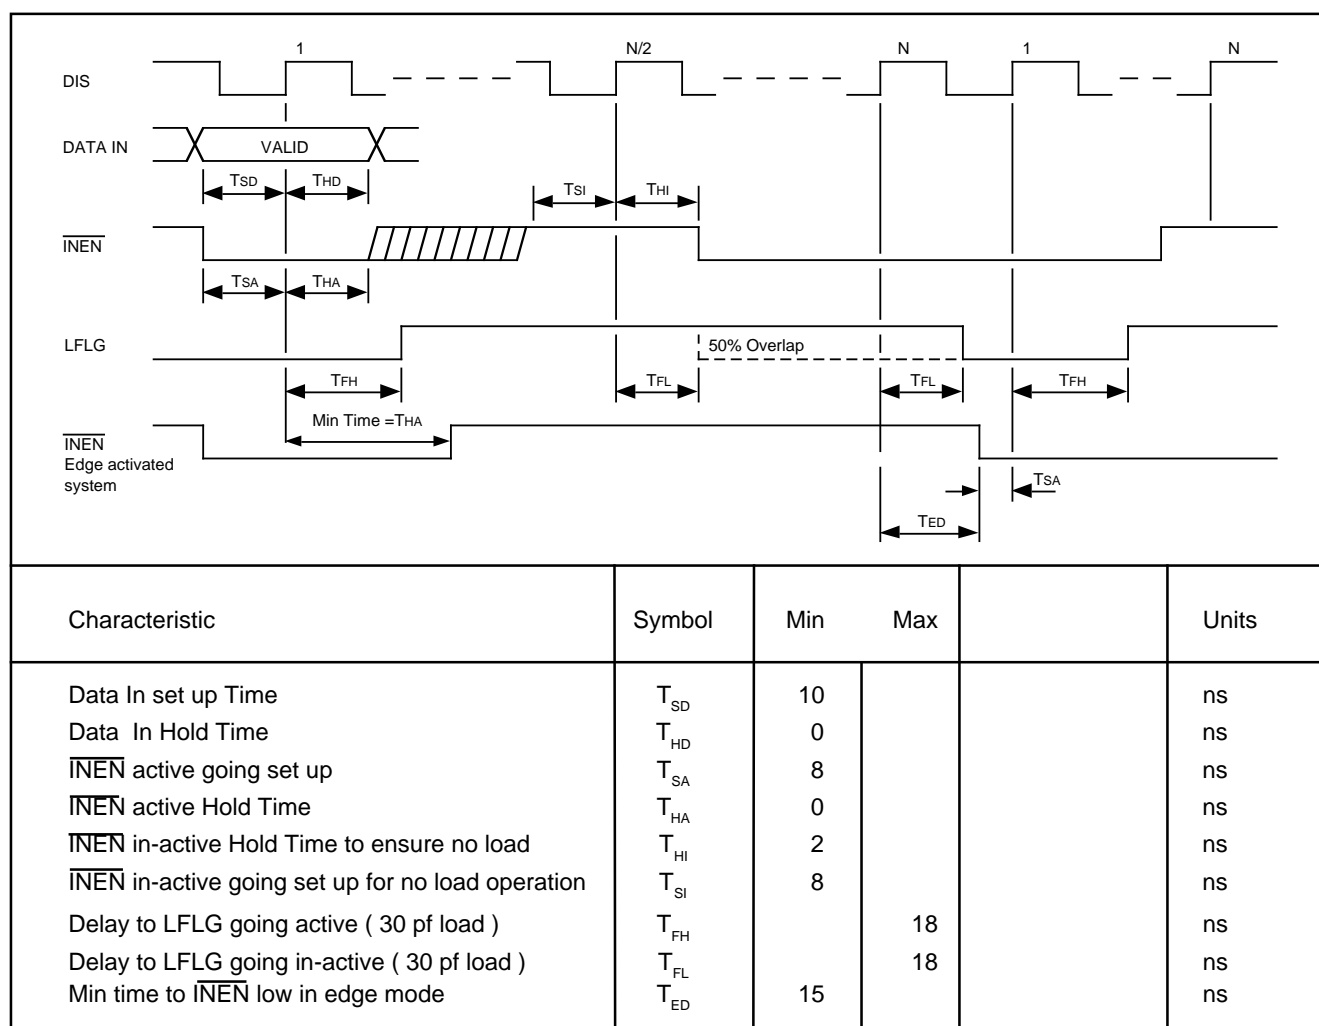 1 N/2 N 1 N
DIS
DATA IN VALID
TSD THD TSI THI
INEN
TSA THA
LFLG 50% Overlap
TFH TFL TFL TFH
Min Time =THA
INEN
Edge activated
system
TSA
TED
Characteristic Symbol Min Max Units
Data In set up Time TSD 10 ns
Data In Hold Time THD 0 ns
INEN active going set up TSA 8 ns
INEN active Hold Time THA 0 ns
INEN in-active Hold Time to ensure no load THI 2 ns
INEN in-active going set up for no load operation TSI 8 ns
Delay to LFLG going active ( 30 pf load ) TFH 18 ns
Delay to LFLG going in-active ( 30 pf load ) TFL 18 ns
Min time to INEN low in edge mode TED 15 ns